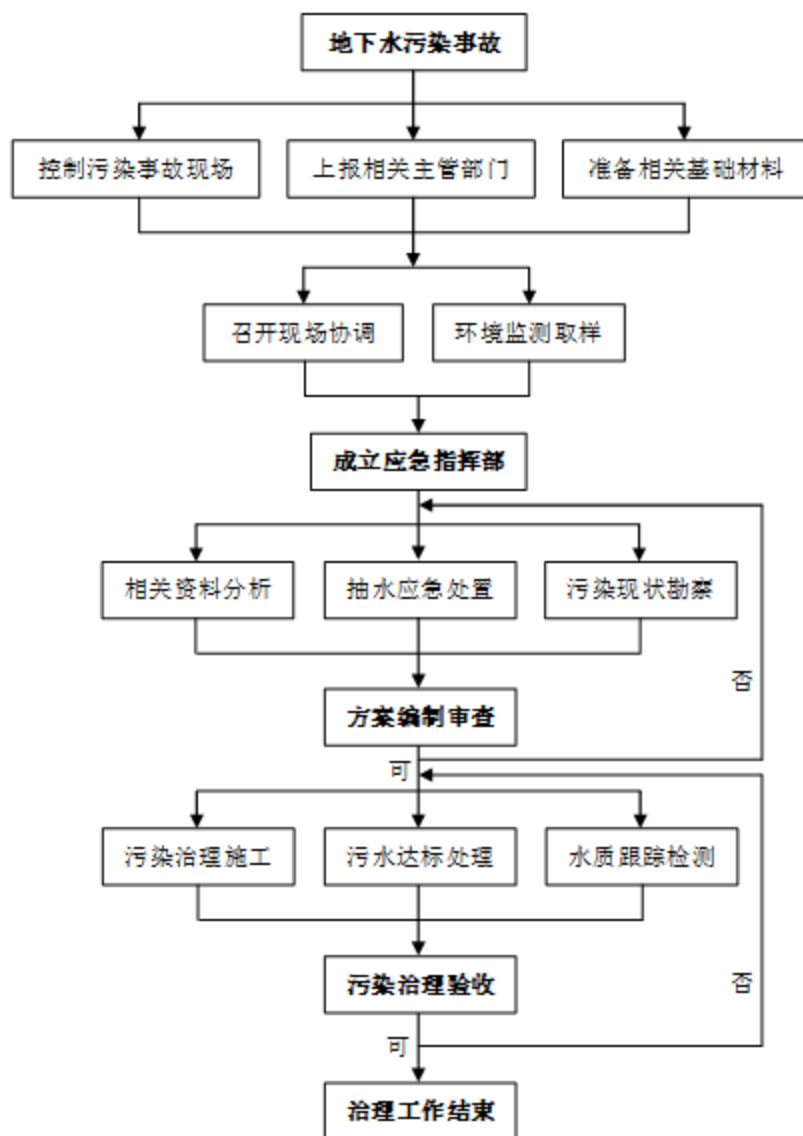 地下水污染事故
控制污染事故现场
上报相关主管部门
准备相关基础材料
召开现场协调
环境监测取样
成立应急指挥部
相关资料分析
抽水应急处置
污染现状勘察
否
方案编制审查
可
污染治理施工
污水达标处理
水质跟踪检测
污染治理验收
否
可
治理工作结束